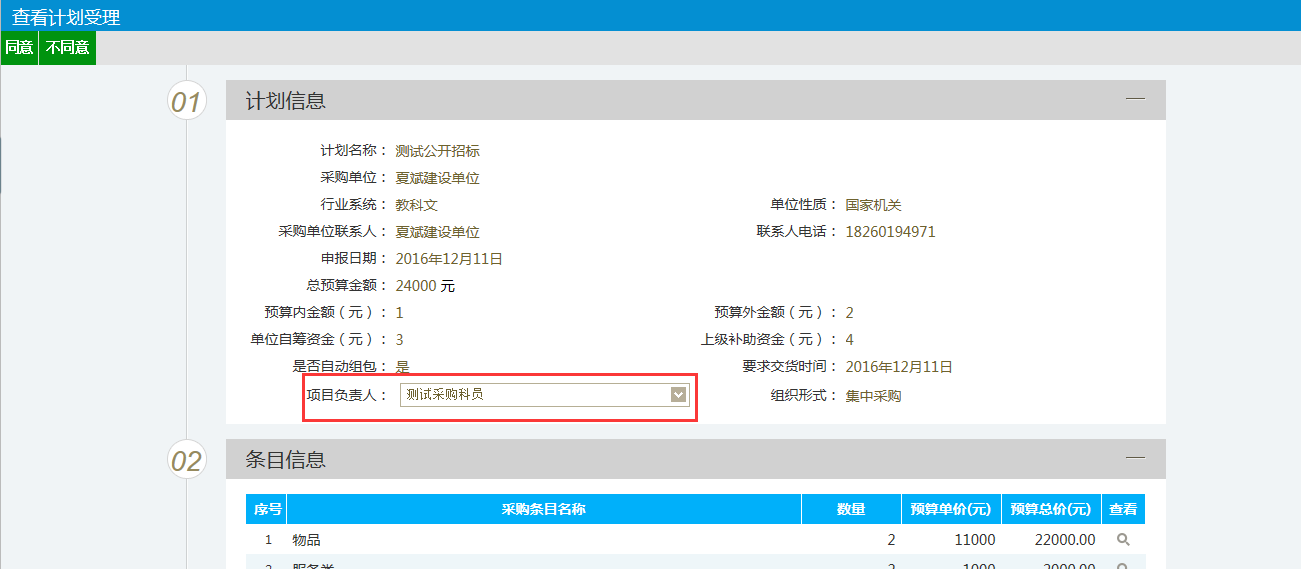 查看计划受理
同意 不同意
01 计划信息
计划名称： 测试公开招标
采购单位： 夏斌建设单位
行业系统： 教科文 单位性质： 国家机关
采购单位联系人： 夏斌建设单位 联系人电话： 18260194971
申报日期： 2016年12月11日
总预算金额： 24000 元
预算内金额（元）： 1 预算外金额（元）： 2
单位自筹资金（元）： 3 上级补助资金（元）： 4
是否自动组包： 是 要求交货时间： 2016年12月11日
项目负责人： 测试采购科员 组织形式： 集中采购
02 条目信息
序号 采购条目名称 数量 预算单价(元) 预算总价(元) 查看
1 物品 2 11000 22000.00
2 服务类 2 1000 2000.00